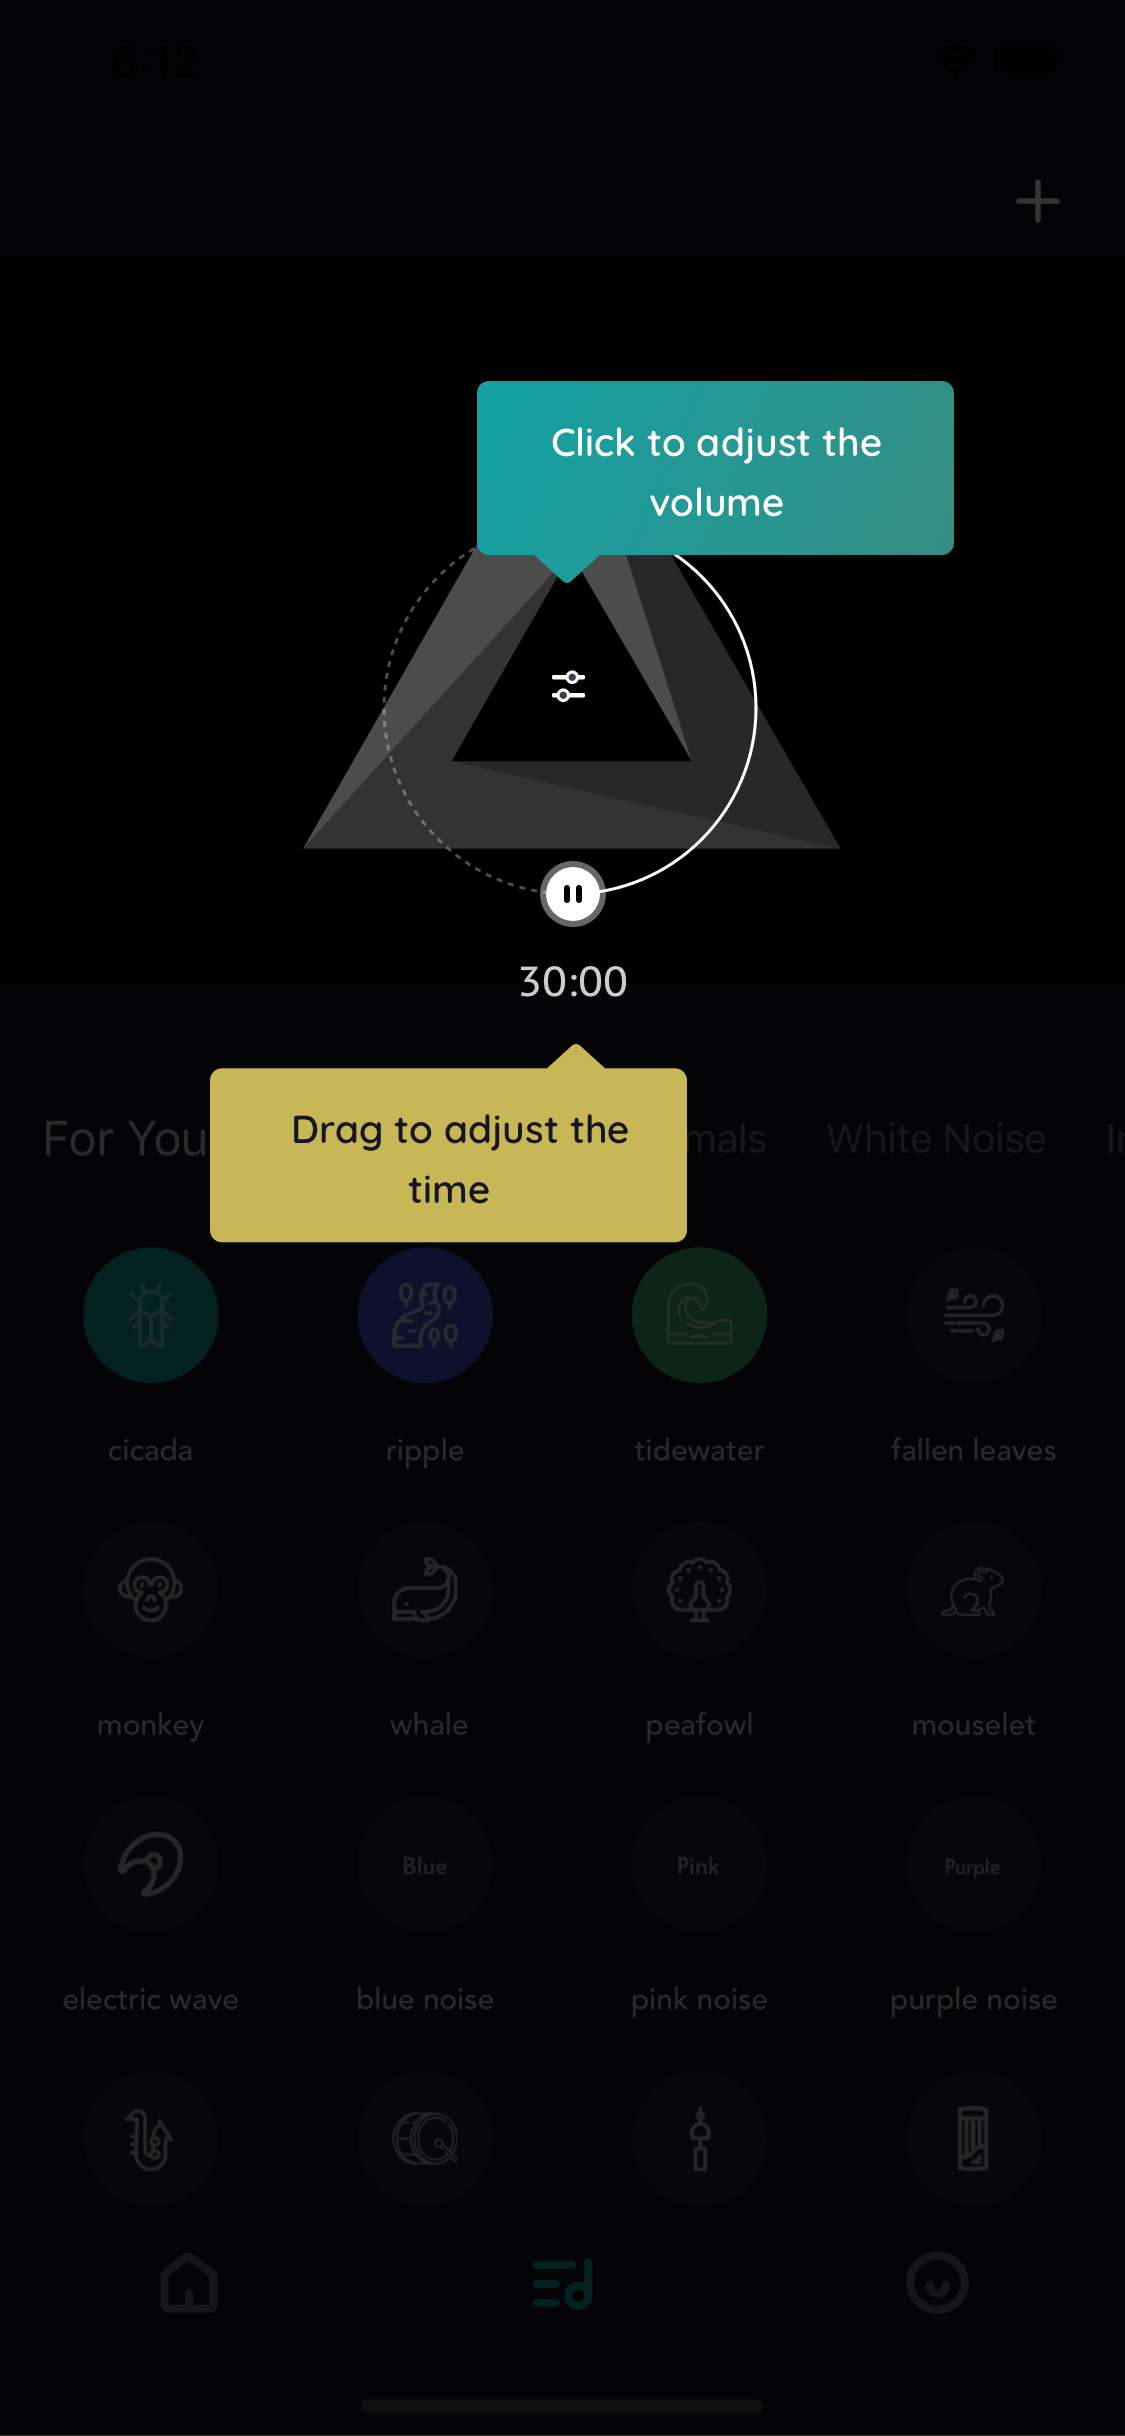 6:12
Click to adjust the
volume
30:00
Drag to adjust the
time
For You
mals
White Noise
cicada
ripple
tidewater
fallen leaves
monkey
whale
peafowl
mouselet
Blue
Pink
Purple
electric wave
blue noise
pink noise
purple noise